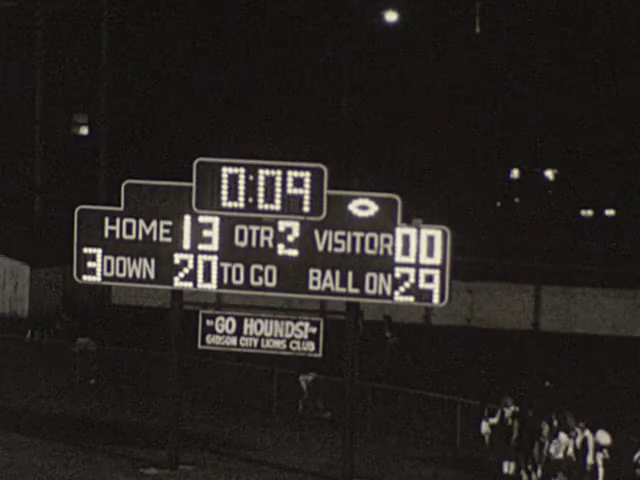 0:09
HOME 13 QTR 2 VISITOR 00
3 DOWN 20 TO GO BALL ON 29
"GO HOUNDS!"
GIBSON CITY LIONS CLUB